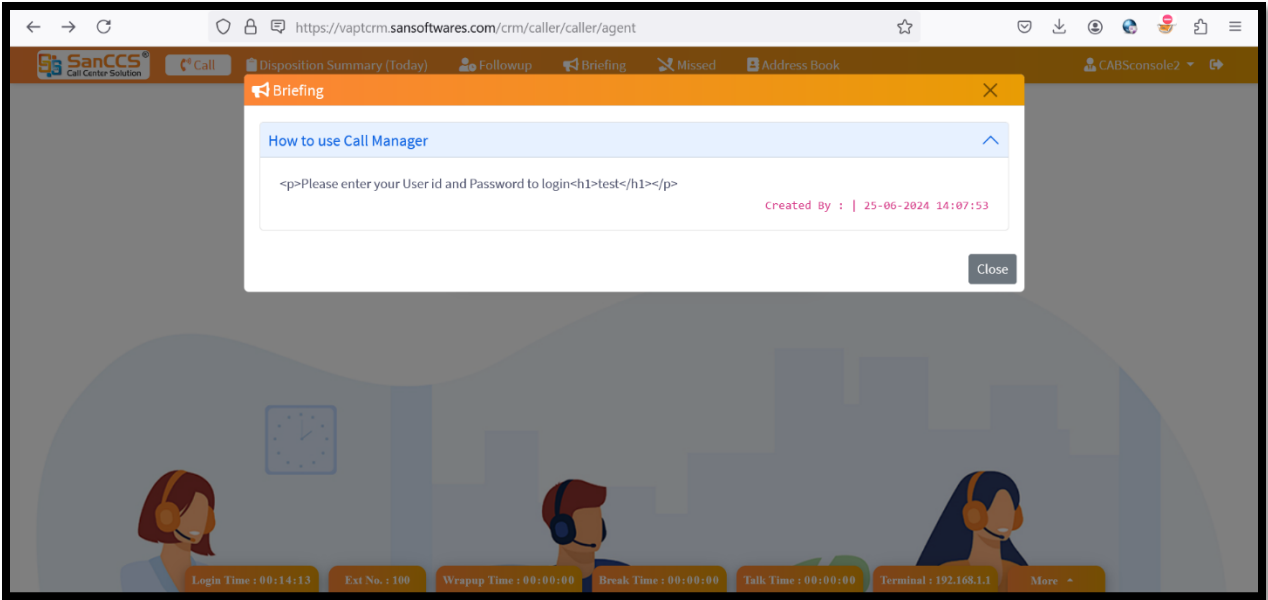 https://vaptcrm.sansoftwares.com/crm/caller/caller/agent
SanCCS®
Call Center Solution
Call
Disposition Summary (Today)
Followup
Briefing
Missed
Address Book
CABSconsole2
Briefing
How to use Call Manager
<p>Please enter your User id and Password to login<h1>test</h1></p>
Created By : | 25-06-2024 14:07:53
Close
Login Time : 00:14:13
Ext No. : 100
Wrapup Time : 00:00:00
Break Time : 00:00:00
Talk Time : 00:00:00
Terminal : 192.168.1.1
More